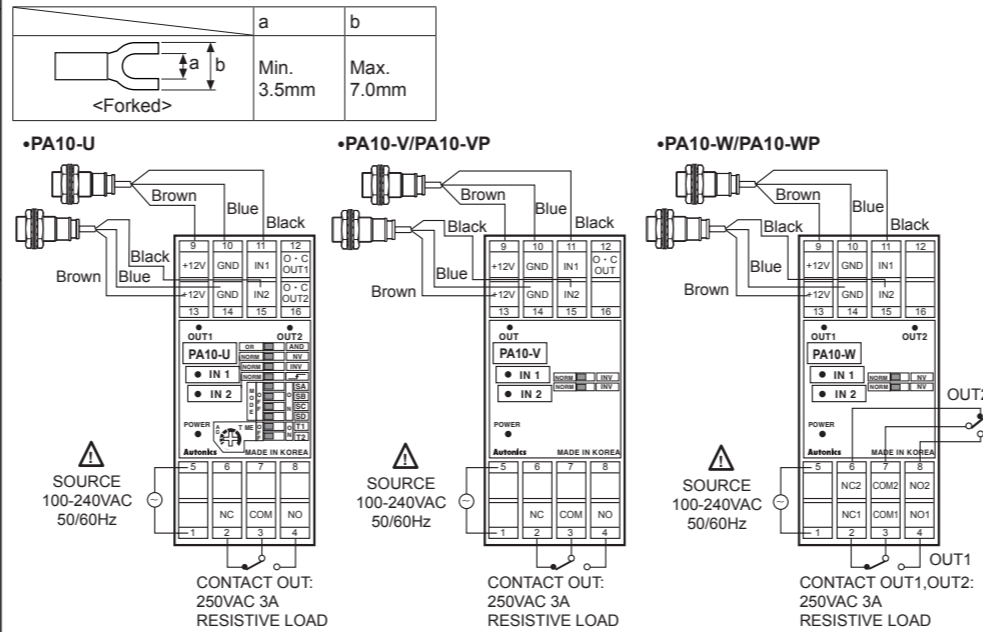 a b
a b
Min. 3.5mm
Max. 7.0mm
<Forked>
•PA10-U
Brown
Blue
Black
Black
Blue
Brown
9 10 11 12
+12V GND IN1 O・C OUT1
+12V GND IN2 O・C OUT2
13 14 15 16
OUT1 OUT2
PA10-U
IN 1
IN 2
OR AND
NORM NV
NORM INV
NORM
MODE
OFF ON
SA
SB
SC
SD
T ME
OFF ON
T1
T2
POWER
Autonics MADE IN KOREA
5 6 7 8
NC COM NO
1 2 3 4
SOURCE
100-240VAC
50/60Hz
CONTACT OUT:
250VAC 3A
RESISTIVE LOAD
•PA10-V/PA10-VP
Brown
Blue
Black
Black
Blue
Brown
9 10 11 12
+12V GND IN1 O・C OUT
+12V GND IN2
13 14 15 16
OUT
PA10-V
IN 1
IN 2
NORM INV
NORM INV
POWER
Autonics MADE IN KOREA
5 6 7 8
NC COM NO
1 2 3 4
SOURCE
100-240VAC
50/60Hz
CONTACT OUT:
250VAC 3A
RESISTIVE LOAD
•PA10-W/PA10-WP
Brown
Blue
Black
Black
Blue
Brown
9 10 11 12
+12V GND IN1
+12V GND IN2
13 14 15 16
OUT1 OUT2
PA10-W
IN 1
IN 2
NORM NV
NORM NV
OUT2
POWER
Autonics MADE IN KOREA
5 6 7 8
NC2 COM2 NO2
NC1 COM1 NO1
1 2 3 4
SOURCE
100-240VAC
50/60Hz
OUT1
CONTACT OUT1,OUT2:
250VAC 3A
RESISTIVE LOAD